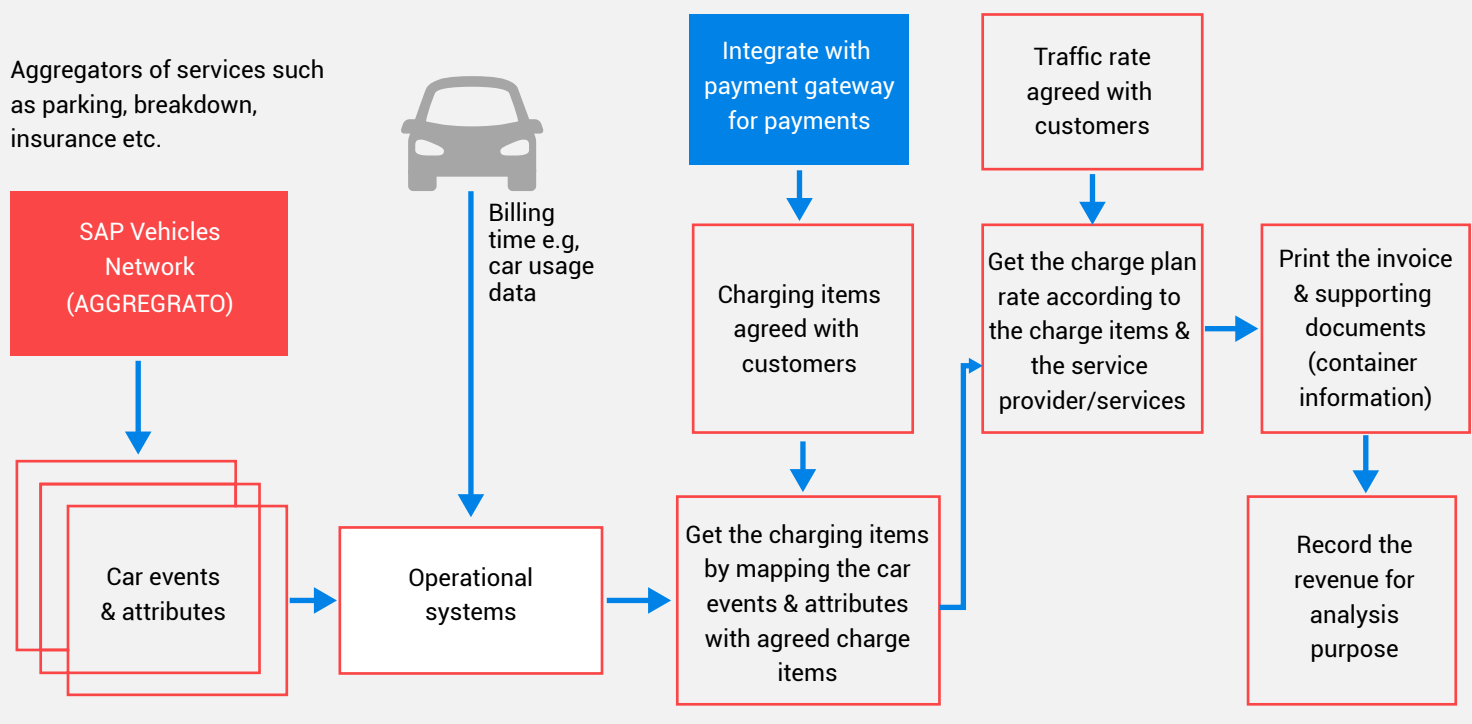 Aggregators of services such
as parking, breakdown,
insurance etc.
SAP Vehicles
Network
(AGGREGRATO)
Car events
& attributes
Billing
time e.g,
car usage
data
Operational
systems
Integrate with
payment gateway
for payments
Charging items
agreed with
customers
Get the charging items
by mapping the car
events & attributes
with agreed charge
items
Traffic rate
agreed with
customers
Get the charge plan
rate according to
the charge items &
the service
provider/services
Print the invoice
& supporting
documents
(container
information)
Record the
revenue for
analysis
purpose